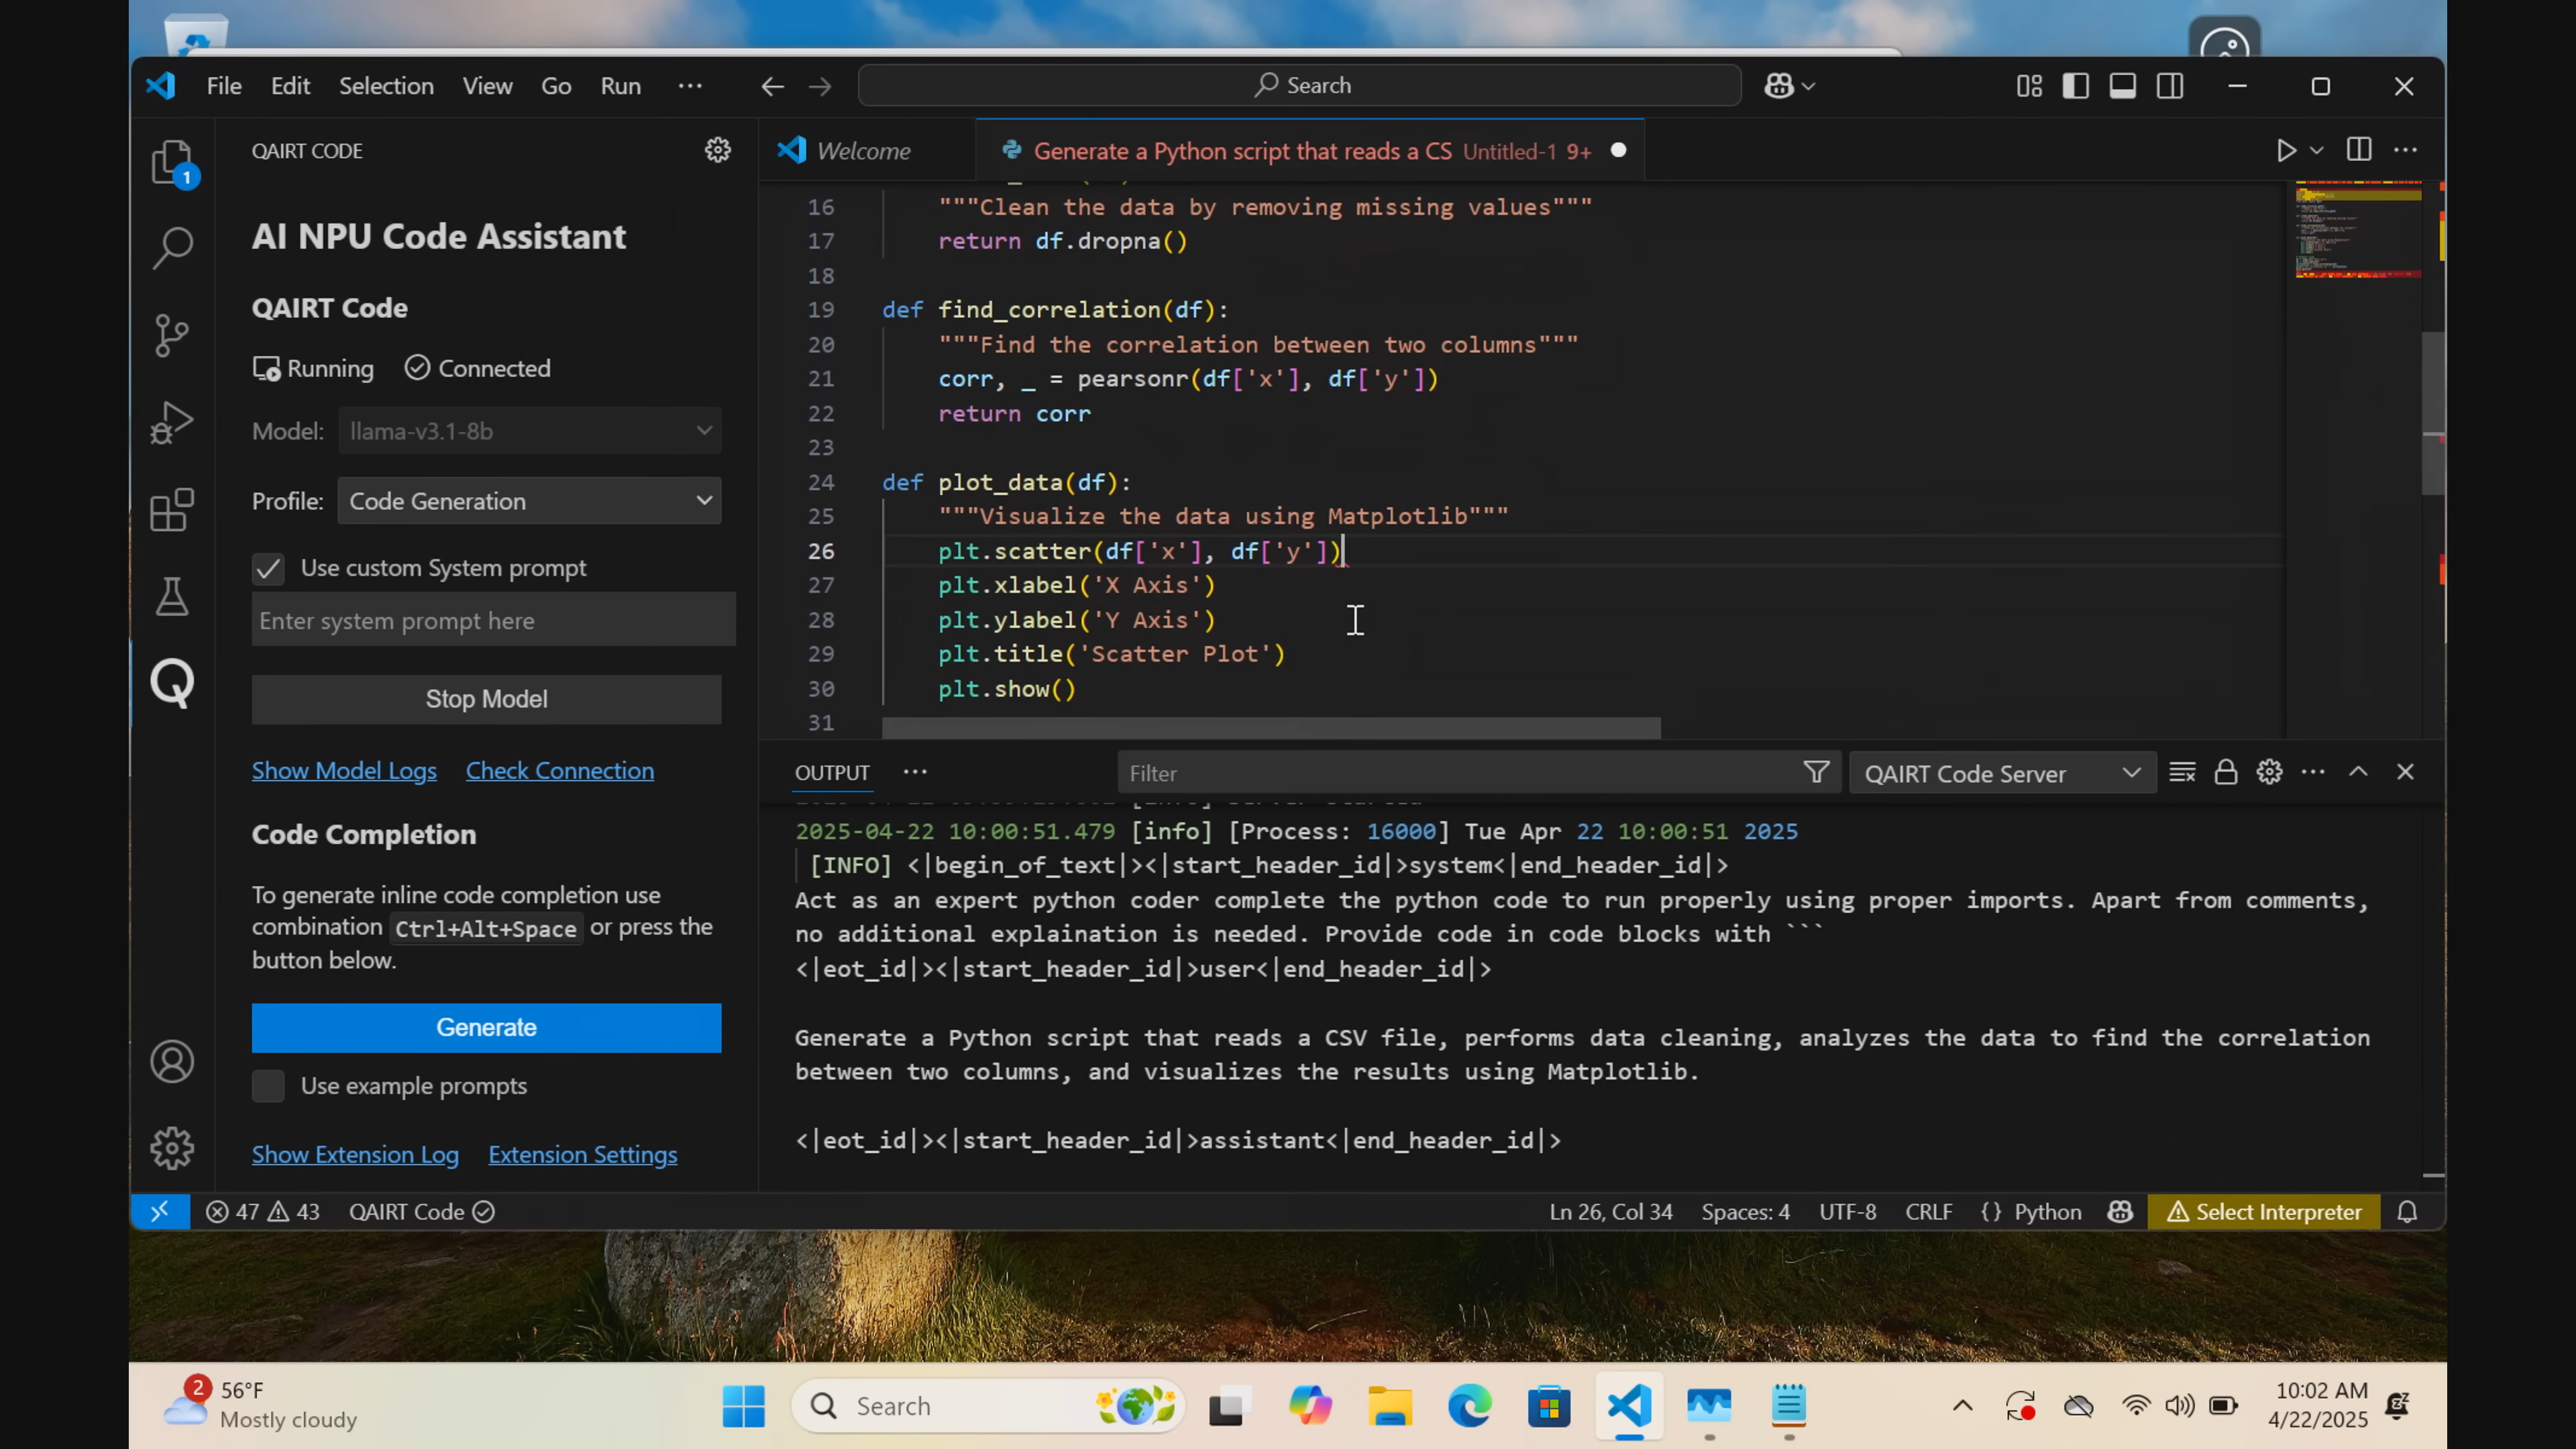 File Edit Selection View Go Run ··· Search
QAIRT CODE
1
AI NPU Code Assistant
QAIRT Code
Running Connected
Model: llama-v3.1-8b
Profile: Code Generation
Use custom System prompt
Enter system prompt here
Stop Model
Show Model Logs Check Connection
Code Completion
To generate inline code completion use
combination Ctrl+Alt+Space or press the
button below.
Generate
Use example prompts
Show Extension Log Extension Settings
Welcome Generate a Python script that reads a CS Untitled-1 9+
16 """Clean the data by removing missing values"""
17 return df.dropna()
18
19 def find_correlation(df):
20 """Find the correlation between two columns"""
21 corr, _ = pearsonr(df['x'], df['y'])
22 return corr
23
24 def plot_data(df):
25 """Visualize the data using Matplotlib"""
26 plt.scatter(df['x'], df['y'])
27 plt.xlabel('X Axis')
28 plt.ylabel('Y Axis')
29 plt.title('Scatter Plot')
30 plt.show()
31
OUTPUT ··· Filter QAIRT Code Server
2025-04-22 10:00:51.479 [info] [Process: 16000] Tue Apr 22 10:00:51 2025
[INFO] <|begin_of_text|><|start_header_id|>system<|end_header_id|>
Act as an expert python coder complete the python code to run properly using proper imports. Apart from comments,
no additional explaination is needed. Provide code in code blocks with ```
<|eot_id|><|start_header_id|>user<|end_header_id|>
Generate a Python script that reads a CSV file, performs data cleaning, analyzes the data to find the correlation
between two columns, and visualizes the results using Matplotlib.
<|eot_id|><|start_header_id|>assistant<|end_header_id|>
47 43 QAIRT Code Ln 26, Col 34 Spaces: 4 UTF-8 CRLF {} Python Select Interpreter
2 56°F
Mostly cloudy
Search
10:02 AM
4/22/2025